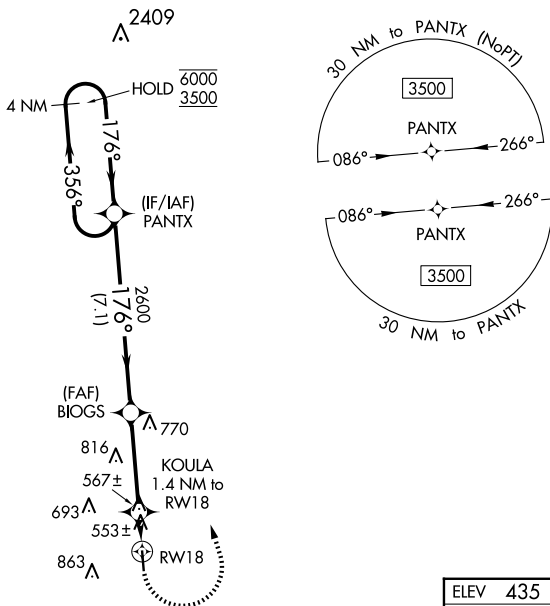 2409
HOLD 6000
3500
4 NM
176°
356°
(IF/IAF)
PANTX
2600
176°
(7.1)
(FAF)
BIOGS
770
816
KOULA
1.4 NM to
RW18
567±
693
553±
RW18
863
30 NM to PANTX (NoPT)
3500
PANTX
086°
266°
086°
266°
PANTX
3500
30 NM to PANTX
ELEV 435